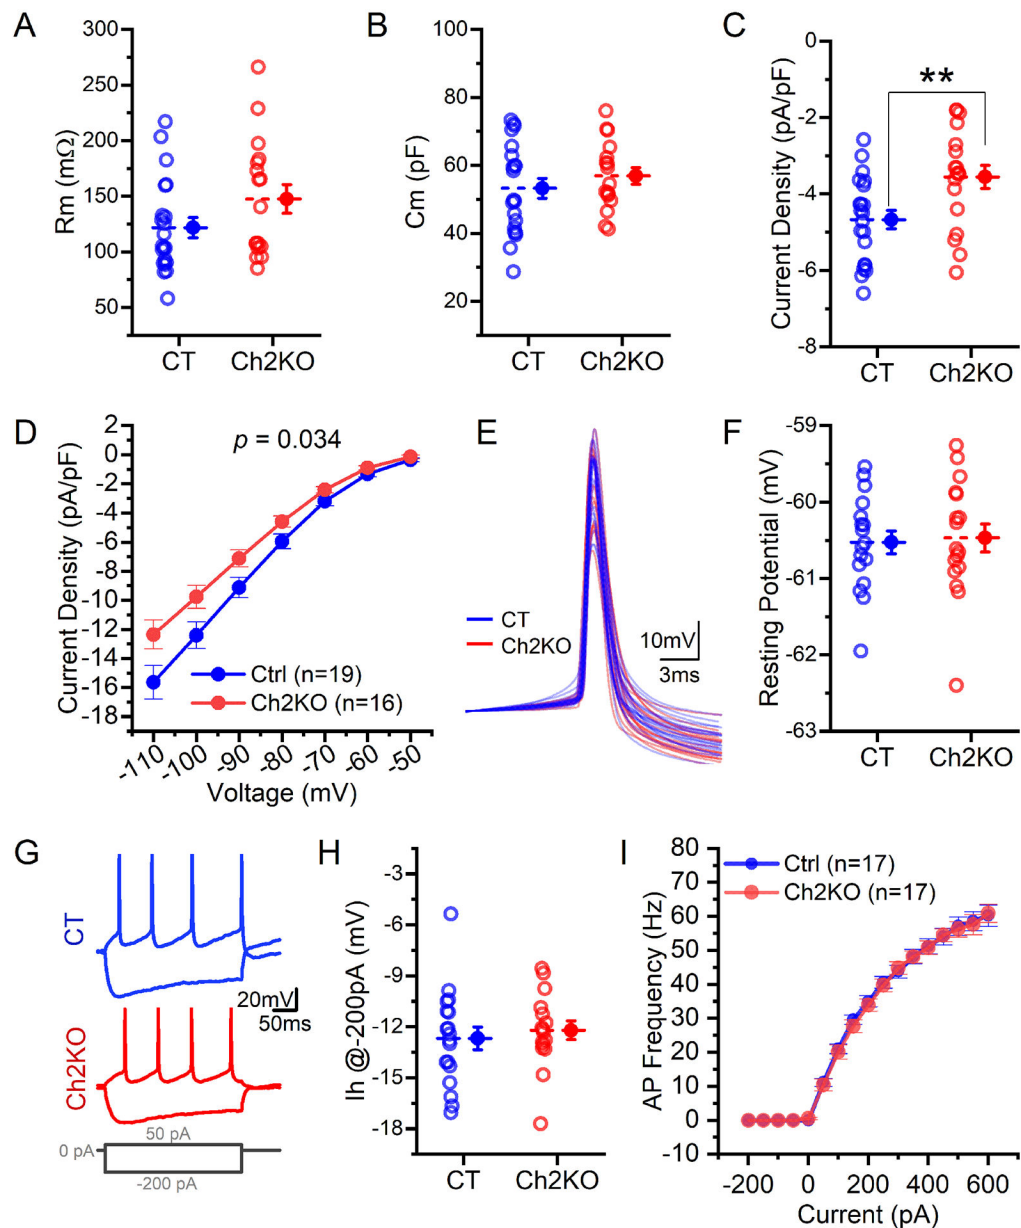 A
300
250
200
150
100
50
Rm (mΩ)
CT
Ch2KO
B
100
80
60
40
20
Cm (pF)
CT
Ch2KO
C
0
-2
-4
-6
-8
Current Density (pA/pF)
**
CT
Ch2KO
D
2
0
-2
-4
-6
-8
-10
-12
-14
-16
-18
Current Density (pA/pF)
p = 0.034
Ctrl (n=19)
Ch2KO (n=16)
-110
-100
-90
-80
-70
-60
-50
Voltage (mV)
E
CT
Ch2KO
10mV
3ms
F
-59
-60
-61
-62
-63
Resting Potential (mV)
CT
Ch2KO
G
CT
20mV
50ms
Ch2KO
50 pA
0 pA
-200 pA
H
-3
-6
-9
-12
-15
-18
Ih @-200pA (mV)
CT
Ch2KO
I
80
70
60
50
40
30
20
10
0
-10
AP Frequency (Hz)
Ctrl (n=17)
Ch2KO (n=17)
-200
0
200
400
600
Current (pA)